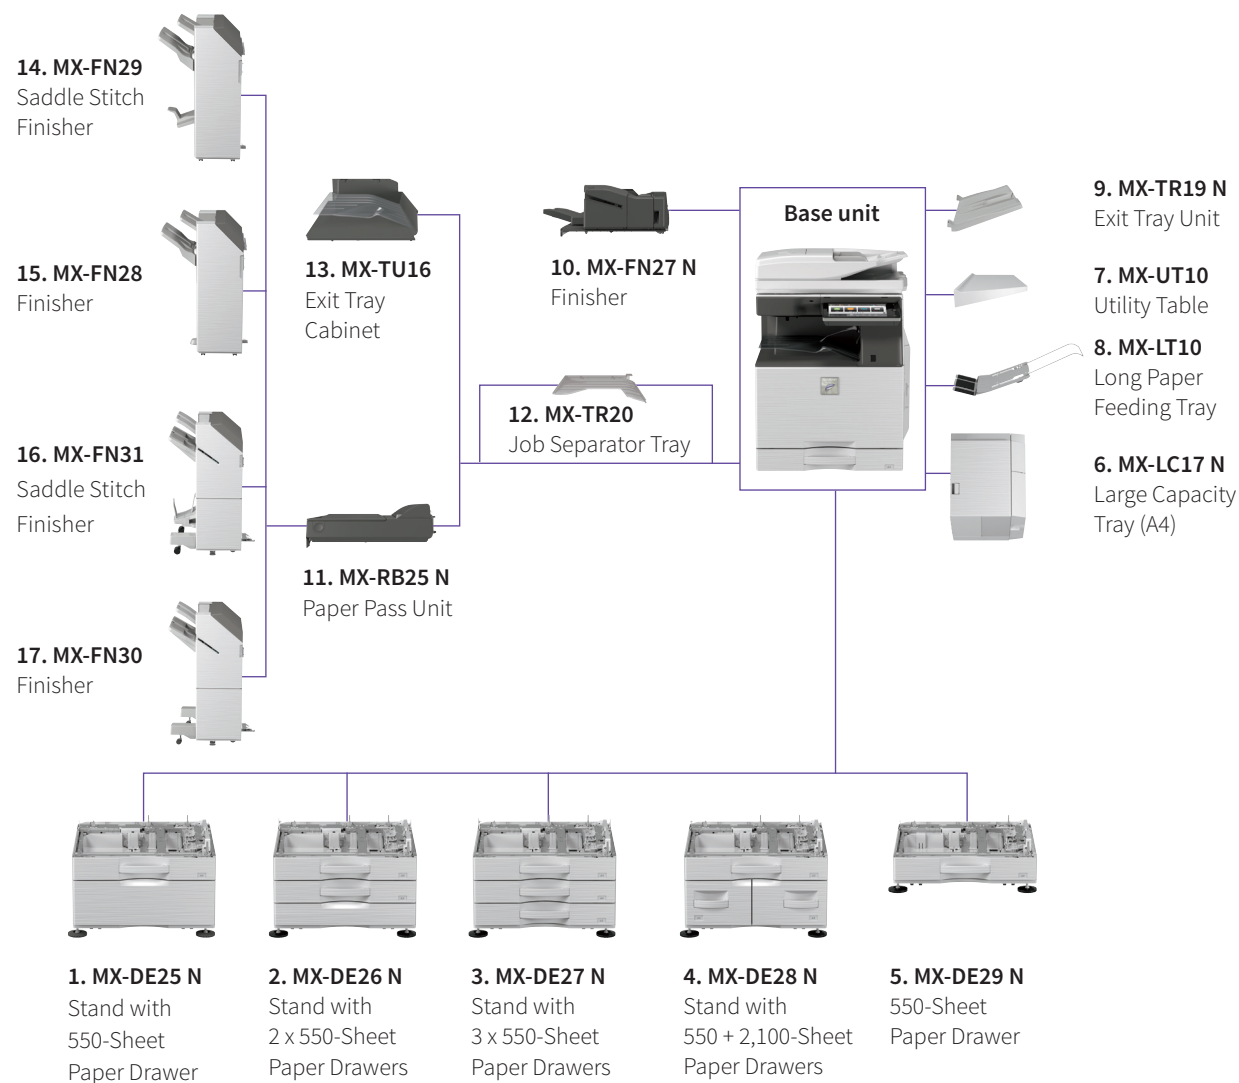 14. MX-FN29
Saddle Stitch
Finisher
15. MX-FN28
Finisher
16. MX-FN31
Saddle Stitch
Finisher
17. MX-FN30
Finisher
13. MX-TU16
Exit Tray
Cabinet
11. MX-RB25 N
Paper Pass Unit
10. MX-FN27 N
Finisher
12. MX-TR20
Job Separator Tray
Base unit
9. MX-TR19 N
Exit Tray Unit
7. MX-UT10
Utility Table
8. MX-LT10
Long Paper
Feeding Tray
6. MX-LC17 N
Large Capacity
Tray (A4)
1. MX-DE25 N
Stand with
550-Sheet
Paper Drawer
2. MX-DE26 N
Stand with
2 x 550-Sheet
Paper Drawers
3. MX-DE27 N
Stand with
3 x 550-Sheet
Paper Drawers
4. MX-DE28 N
Stand with
550 + 2,100-Sheet
Paper Drawers
5. MX-DE29 N
550-Sheet
Paper Drawer